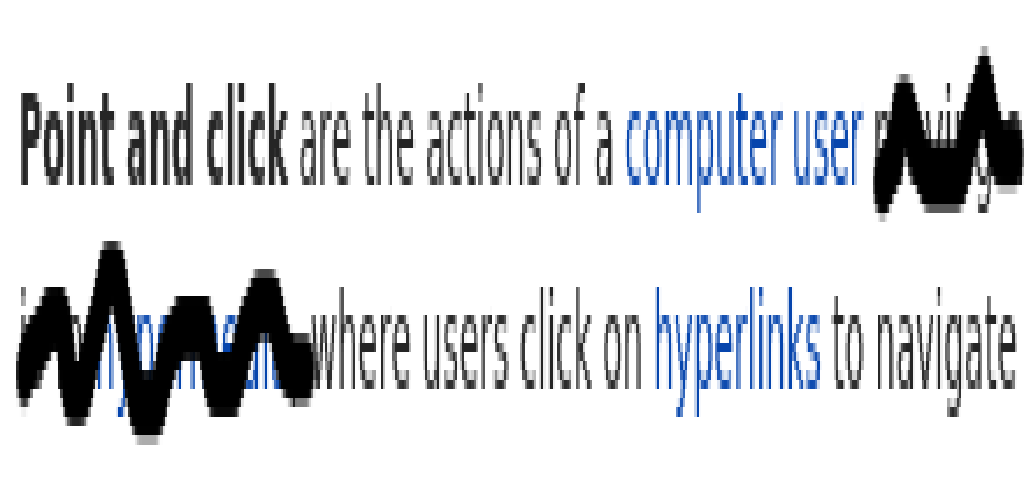 Point and click are the actions of a computer user
where users click on hyperlinks to navigate